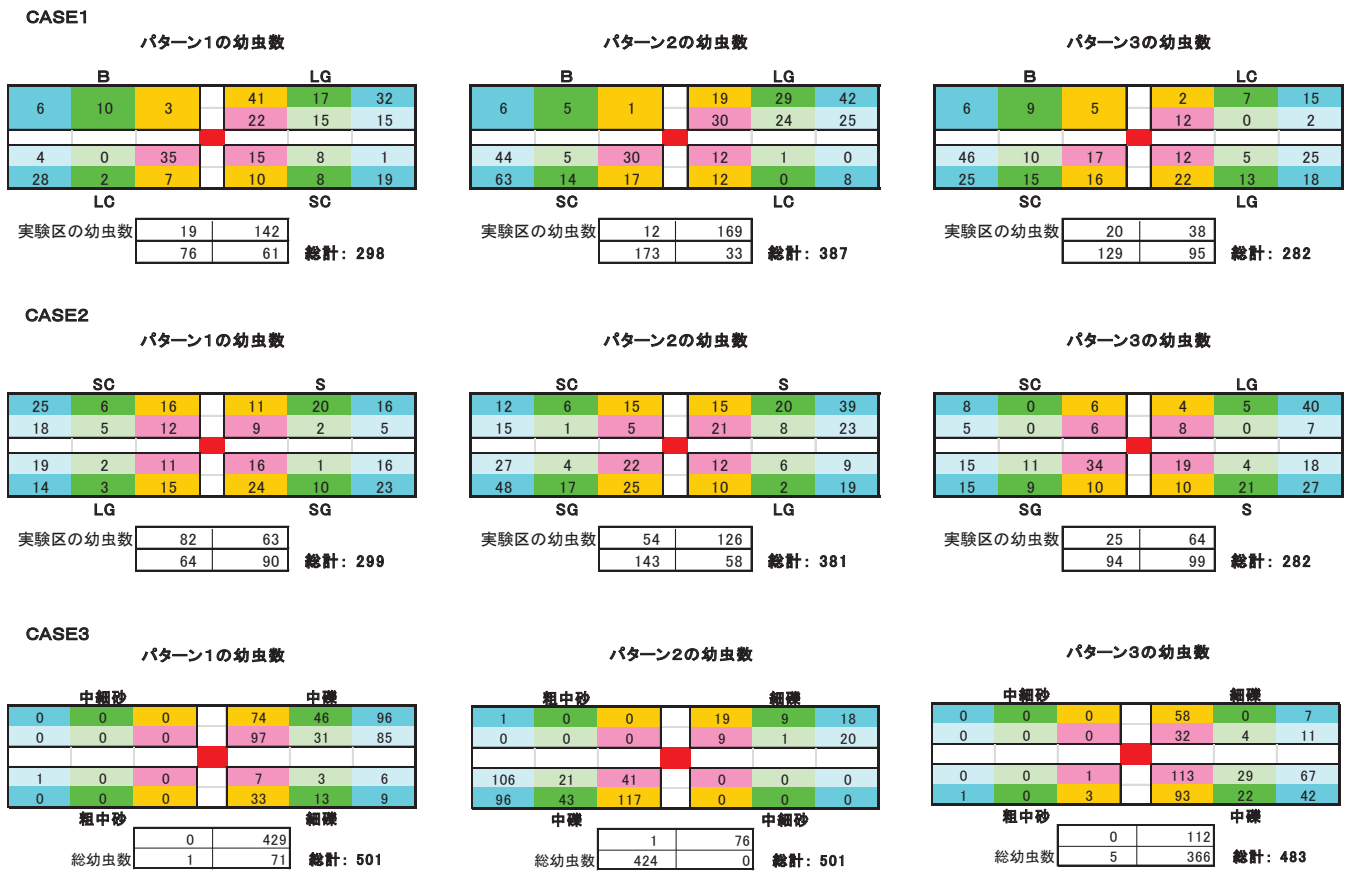 CASE1
パターン1の幼虫数 パターン2の幼虫数 パターン3の幼虫数
B LG B LG B LC
6 10 3 41 17 32 6 5 1 19 29 42 6 9 5 2 7 15
22 15 15 30 24 25 12 0 2
4 0 35 15 8 1 44 5 30 12 1 0 46 10 17 12 5 25
28 2 7 10 8 19 63 14 17 12 0 8 25 15 16 22 13 18
LC SC SC LC SC LG
実験区の幼虫数 19 142 実験区の幼虫数 12 169 実験区の幼虫数 20 38
76 61 総計: 298 173 33 総計: 387 129 95 総計: 282
CASE2
パターン1の幼虫数 パターン2の幼虫数 パターン3の幼虫数
SC S SC S SC LG
25 6 16 11 20 16 12 6 15 15 20 39 8 0 6 4 5 40
18 5 12 9 2 5 15 1 5 21 8 23 5 0 6 8 0 7
19 2 11 16 1 16 27 4 22 12 6 9 15 11 34 19 4 18
14 3 15 24 10 23 48 17 25 10 2 19 15 9 10 10 21 27
LG SG SG LG SG S
実験区の幼虫数 82 63 実験区の幼虫数 54 126 実験区の幼虫数 25 64
64 90 総計: 299 143 58 総計: 381 94 99 総計: 282
CASE3
パターン1の幼虫数 パターン2の幼虫数 パターン3の幼虫数
中細砂 中礫 粗中砂 細礫 中細砂 細礫
0 0 0 74 46 96 1 0 0 19 9 18 0 0 0 58 0 7
0 0 0 97 31 85 0 0 0 9 1 20 0 0 0 32 4 11
1 0 0 7 3 6 106 21 41 0 0 0 0 0 1 113 29 67
0 0 0 33 13 9 96 43 117 0 0 0 1 0 3 93 22 42
粗中砂 細礫 中礫 中細砂 粗中砂 中礫
0 429 1 76 0 112
総幼虫数 1 71 総計: 501 総幼虫数 424 0 総計: 501 総幼虫数 5 366 総計: 483